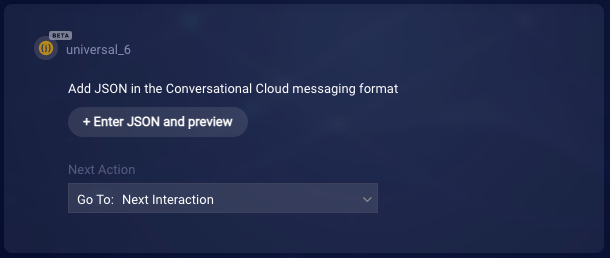 BETA
universal_6
Add JSON in the Conversational Cloud messaging format
+ Enter JSON and preview
Next Action
Go To: Next Interaction